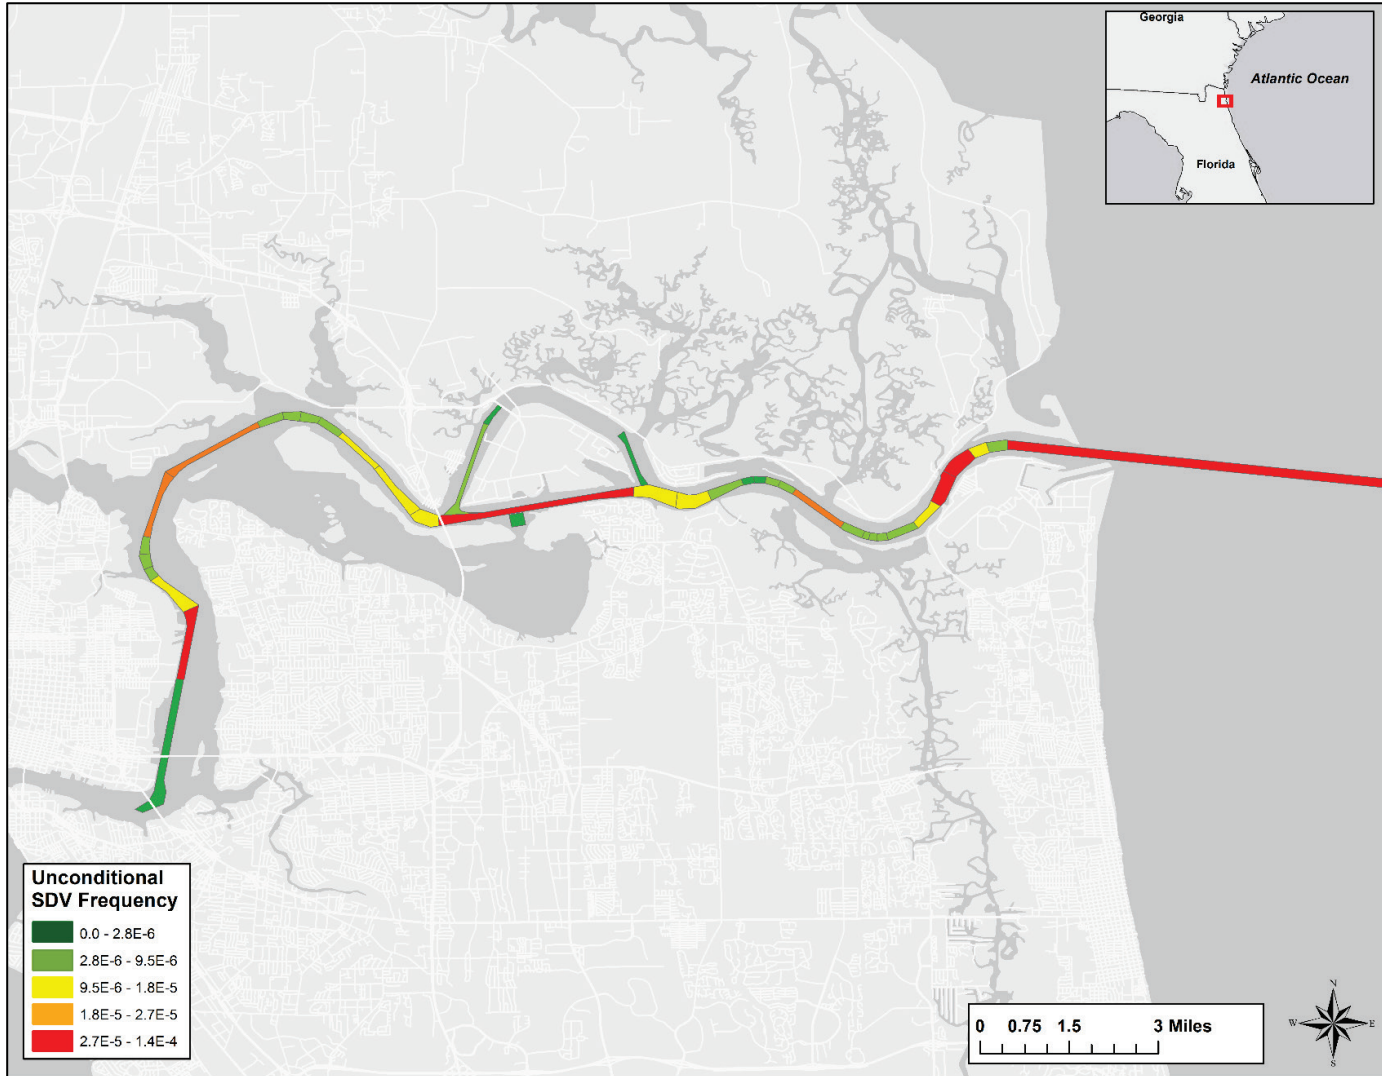 Georgia
Atlantic Ocean
Florida
Unconditional
SDV Frequency
0.0 - 2.8E-6
2.8E-6 - 9.5E-6
9.5E-6 - 1.8E-5
1.8E-5 - 2.7E-5
2.7E-5 - 1.4E-4
0 0.75 1.5 3 Miles
N
W E
S